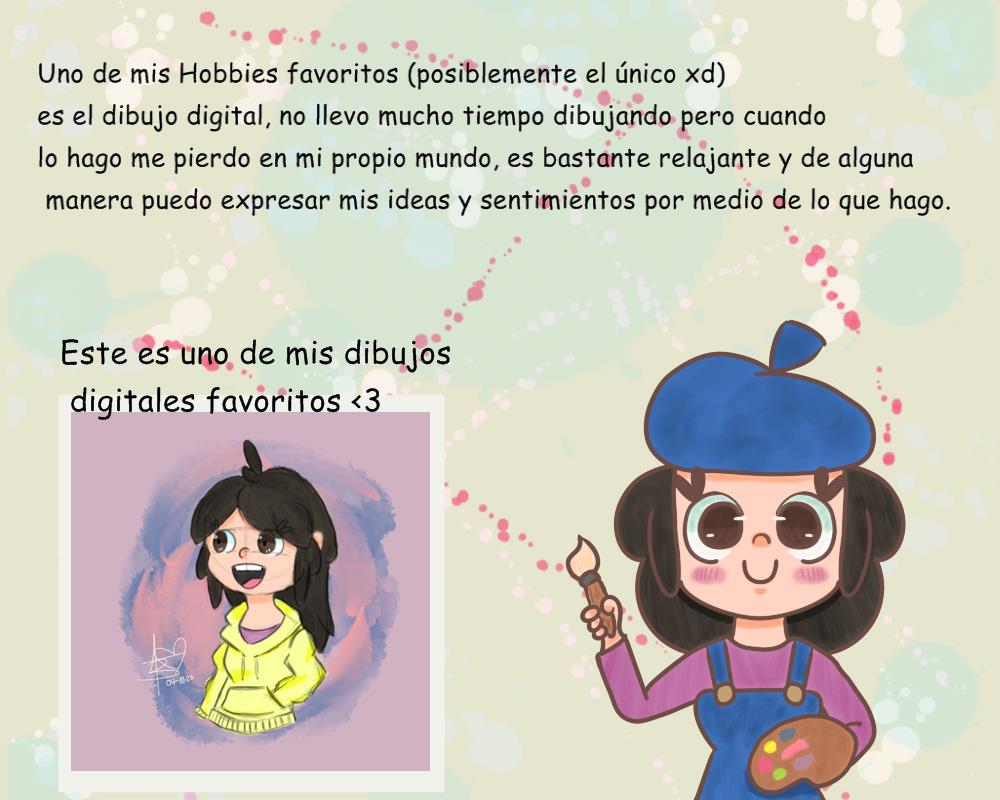 Uno de mis Hobbies favoritos (posiblemente el único xd)
es el dibujo digital, no llevo mucho tiempo dibujando pero cuando
lo hago me pierdo en mi propio mundo, es bastante relajante y de alguna
manera puedo expresar mis ideas y sentimientos por medio de lo que hago.
Este es uno de mis dibujos
digitales favoritos <3